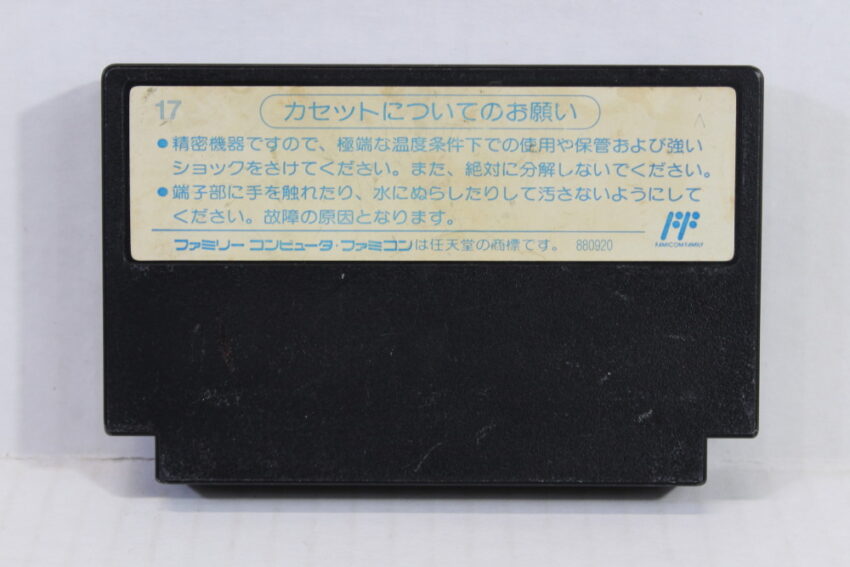 17
カセットについてのお願い
●精密機器ですので、極端な温度条件下での使用や保管および強い
ショックをさけてください。また、絶対に分解しないでください。
●端子部に手を触れたり、水にぬらしたりして汚さないようにして
ください。故障の原因となります。
FF
FAMICOM FAMILY
ファミリー コンピュータ・ファミコンは任天堂の商標です。 880920